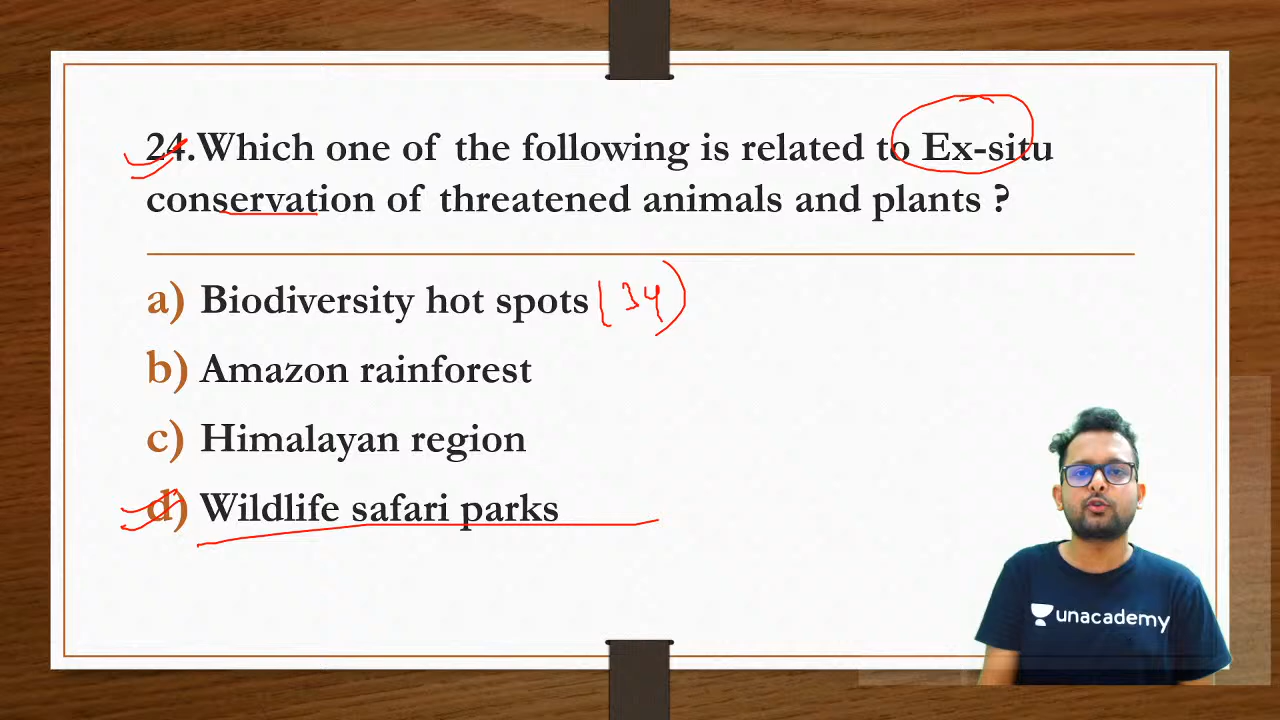 24.Which one of the following is related to Ex-situ
conservation of threatened animals and plants ?
a) Biodiversity hot spots (34)
b) Amazon rainforest
c) Himalayan region
d) Wildlife safari parks
unacademy